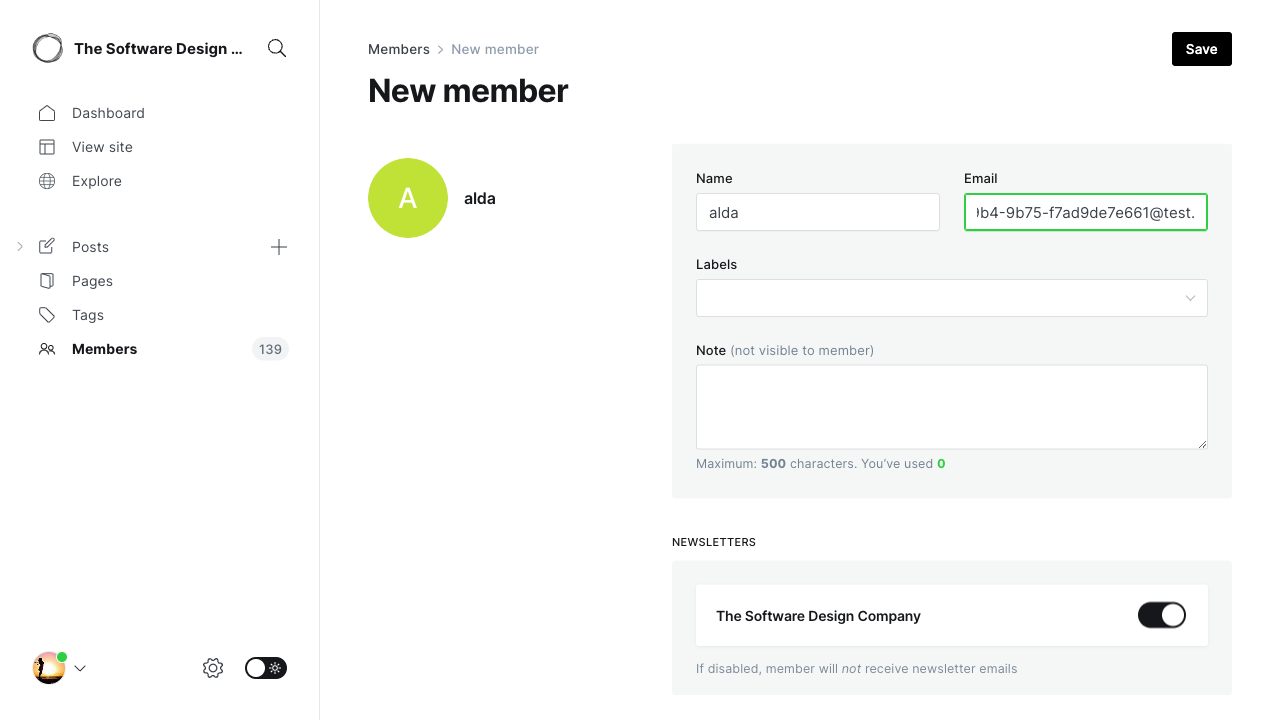 The Software Design ...
Dashboard
View site
Explore
Posts
Pages
Tags
Members
139
Members
New member
Save
New member
A
alda
Name
alda
Email
9b4-9b75-f7ad9de7e661@test.
Labels
Note (not visible to member)
Maximum: 500 characters. You've used 0
NEWSLETTERS
The Software Design Company
If disabled, member will not receive newsletter emails